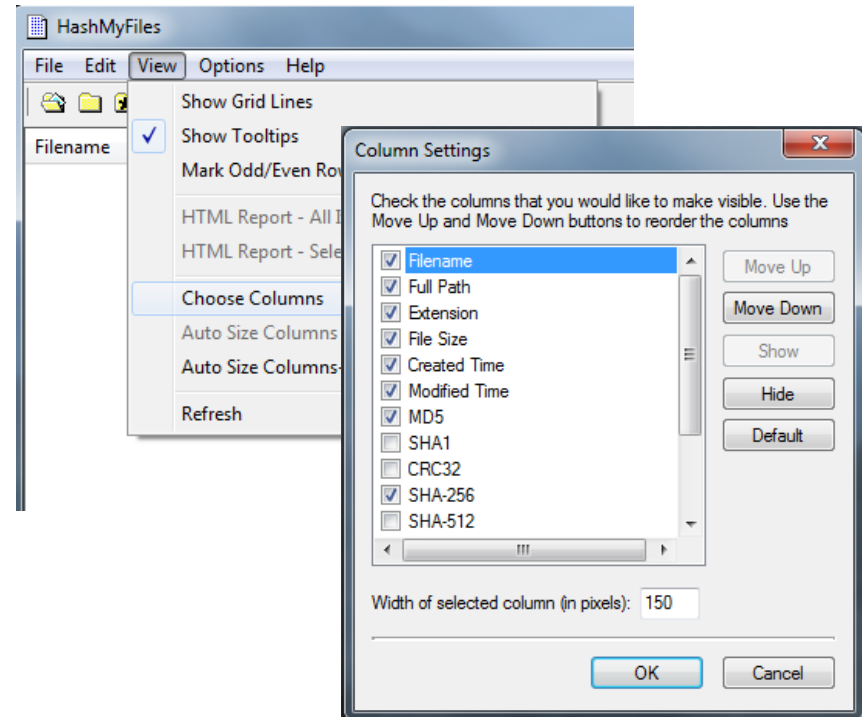 HashMyFiles
File Edit View Options Help
Show Grid Lines
Filename
Show Tooltips
Mark Odd/Even
HTML Report - All
HTML Report -
Choose Columns
Auto Size Columns
Auto Size Columns
Refresh
Column Settings
Check the columns that you would like to make visible. Use the
Move Up and Move Down buttons to reorder the columns
Filename
Full Path
Extension
File Size
Created Time
Modified Time
MD5
SHA1
CRC32
SHA-256
SHA-512
Move Up
Move Down
Show
Hide
Default
Width of selected column (in pixels): 150
OK Cancel